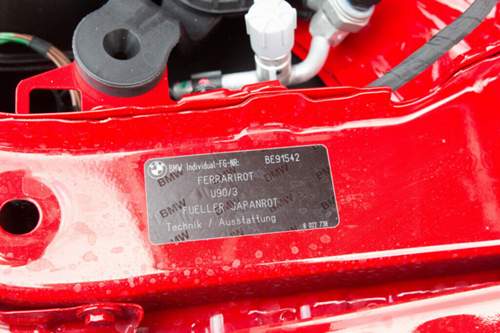 BMW Individual-FG-NR: BE91542
FERRARIROT
U90/3
FUELLER JAPANROT
Technik / Ausstattung